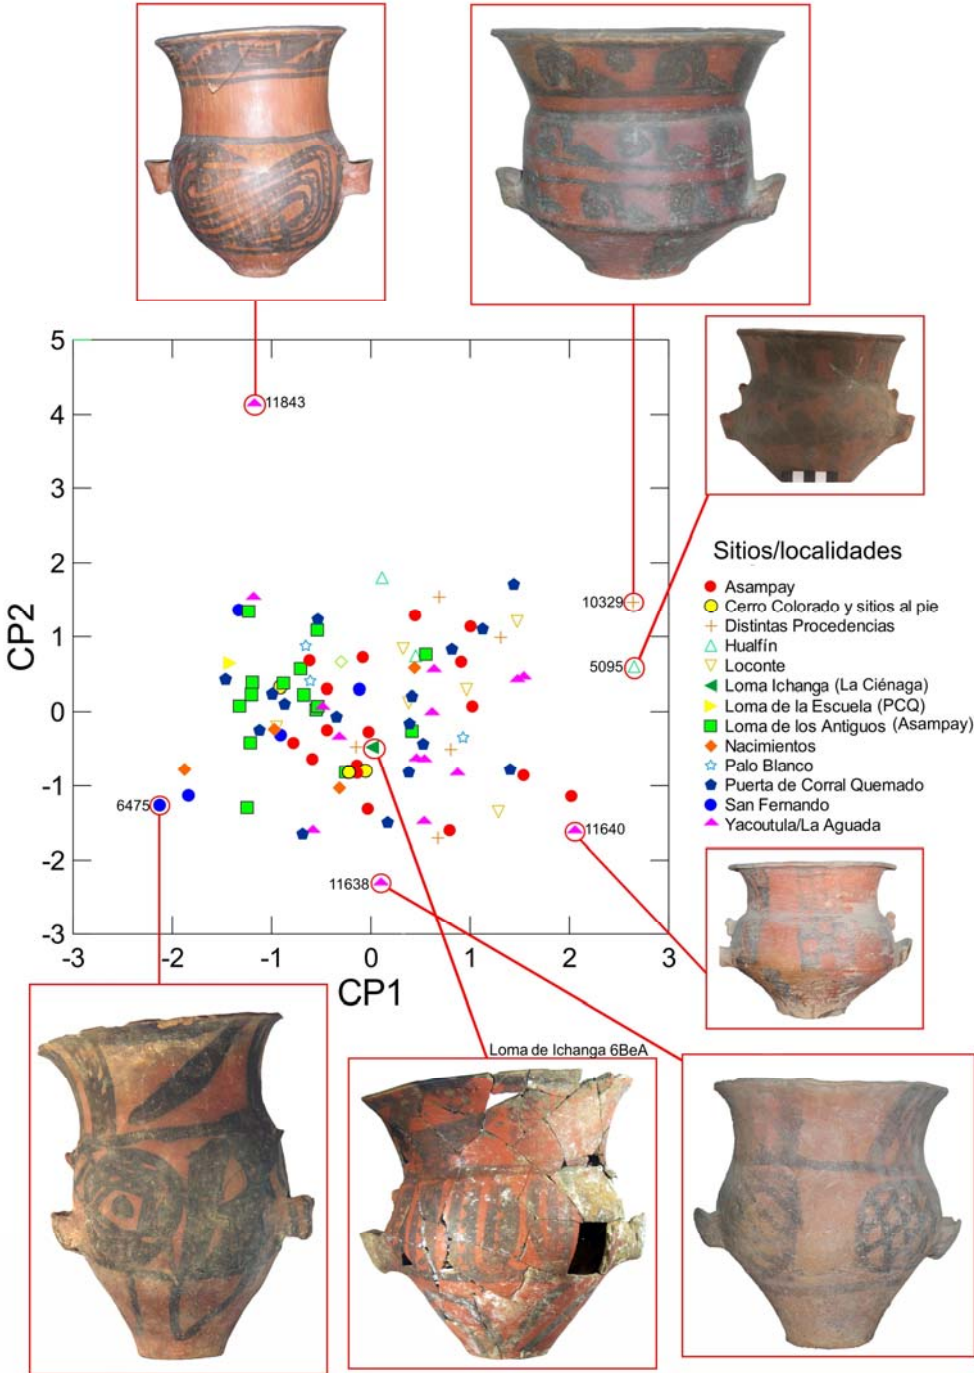 5
4
3
2
1
0
-1
-2
-3
-3
-2
-1
0
1
2
3
CP2
CP1
11843
10329
5095
6475
11640
11638
Sitios/localidades
Asampay
Cerro Colorado y sitios al pie
Distintas Procedencias
Hualfín
Loconte
Loma Ichanga (La Ciénaga)
Loma de la Escuela (PCQ)
Loma de los Antiguos (Asampay)
Nacimientos
Palo Blanco
Puerta de Corral Quemado
San Fernando
Yacoutula/La Aguada
Loma de Ichanga 6BeA